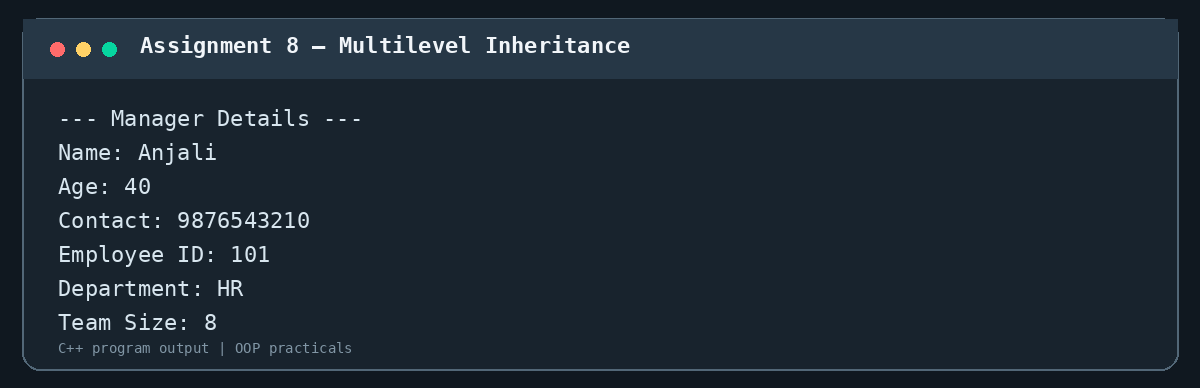 Assignment 8 — Multilevel Inheritance
--- Manager Details ---
Name: Anjali
Age: 40
Contact: 9876543210
Employee ID: 101
Department: HR
Team Size: 8
C++ program output | OOP practicals